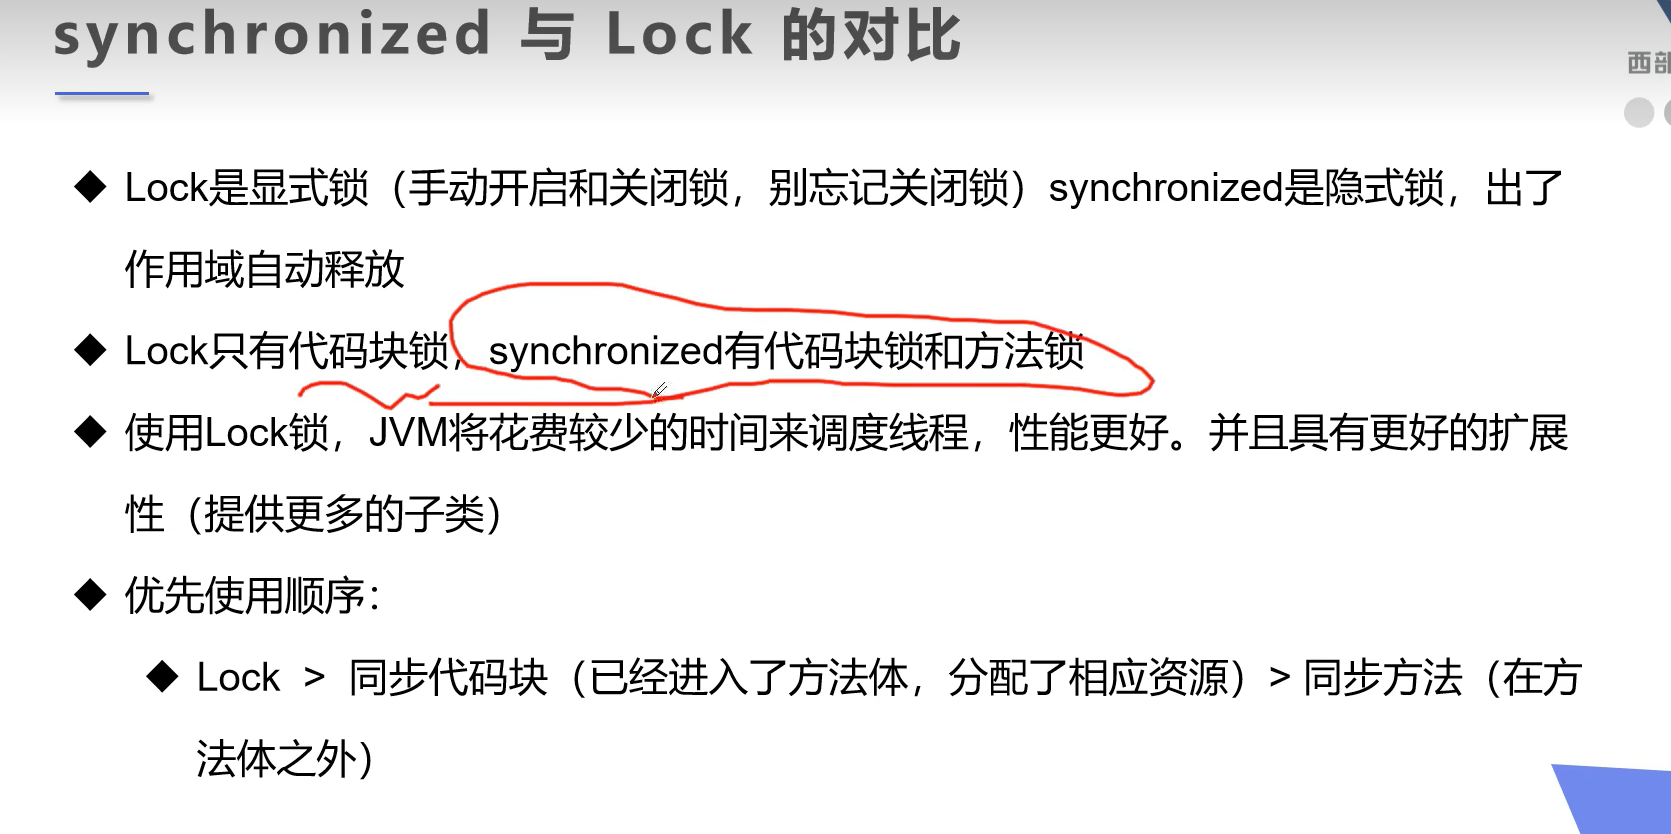 synchronized 与 Lock 的对比
西部
◆ Lock是显式锁（手动开启和关闭锁，别忘记关闭锁）synchronized是隐式锁，出了
作用域自动释放
◆ Lock只有代码块锁，synchronized有代码块锁和方法锁
◆ 使用Lock锁，JVM将花费较少的时间来调度线程，性能更好。并且具有更好的扩展
性（提供更多的子类）
◆ 优先使用顺序：
◆ Lock > 同步代码块（已经进入了方法体，分配了相应资源）> 同步方法（在方
法体之外）